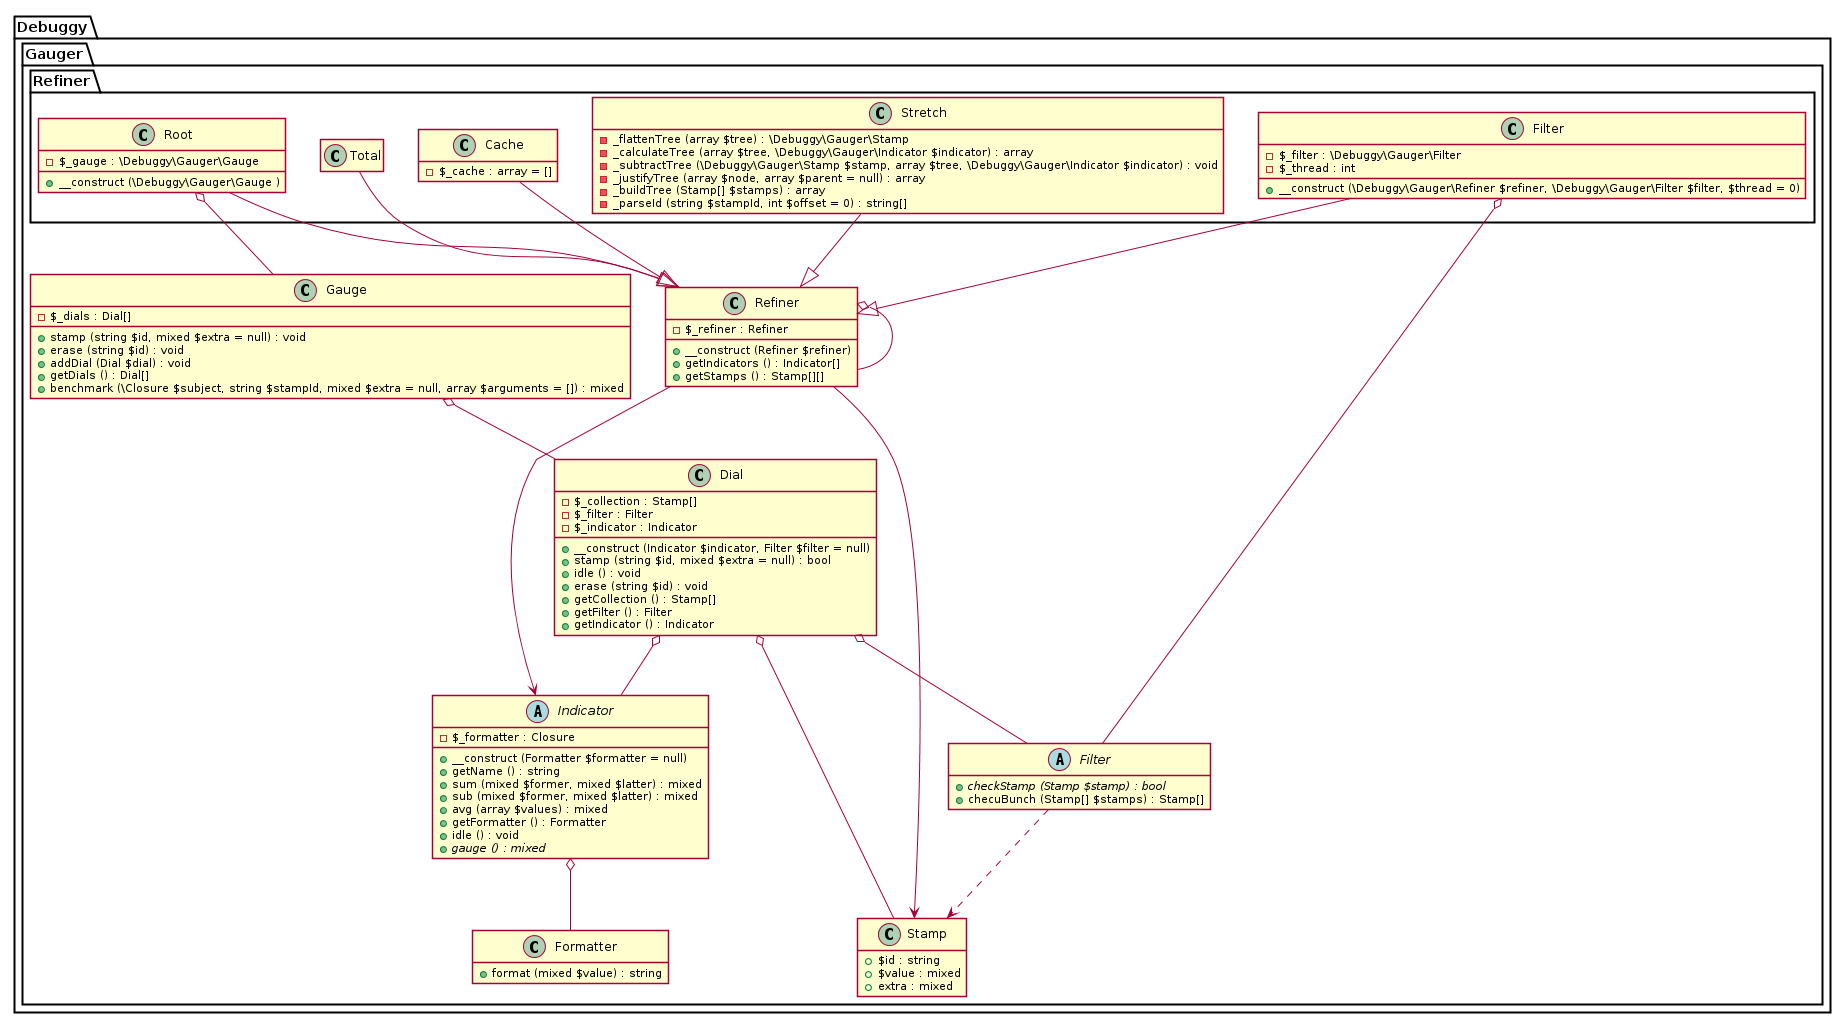 Debuggy
Gauger
Refiner
C Root
$_gauge : \Debuggy\Gauger\Gauge
__construct (\Debuggy\Gauger\Gauge )
C Total
C Cache
$_cache : array = []
C Stretch
_flattenTree (array $tree) : \Debuggy\Gauger\Stamp
_calculateTree (array $tree, \Debuggy\Gauger\Indicator $indicator) : array
_subtractTree (\Debuggy\Gauger\Stamp $stamp, array $tree, \Debuggy\Gauger\Indicator $indicator) : void
_justifyTree (array $node, array $parent = null) : array
_buildTree (Stamp[] $stamps) : array
_parseId (string $stampId, int $offset = 0) : string[]
C Filter
$_filter : \Debuggy\Gauger\Filter
$_thread : int
__construct (\Debuggy\Gauger\Refiner $refiner, \Debuggy\Gauger\Filter $filter, $thread = 0)
C Gauge
$_dials : Dial[]
stamp (string $id, mixed $extra = null) : void
erase (string $id) : void
addDial (Dial $dial) : void
getDials () : Dial[]
benchmark (\Closure $subject, string $stampId, mixed $extra = null, array $arguments = []) : mixed
C Refiner
$_refiner : Refiner
__construct (Refiner $refiner)
getIndicators () : Indicator[]
getStamps () : Stamp[][]
C Dial
$_collection : Stamp[]
$_filter : Filter
$_indicator : Indicator
__construct (Indicator $indicator, Filter $filter = null)
stamp (string $id, mixed $extra = null) : bool
idle () : void
erase (string $id) : void
getCollection () : Stamp[]
getFilter () : Filter
getIndicator () : Indicator
A Indicator
$_formatter : Closure
__construct (Formatter $formatter = null)
getName () : string
sum (mixed $former, mixed $latter) : mixed
sub (mixed $former, mixed $latter) : mixed
avg (array $values) : mixed
getFormatter () : Formatter
idle () : void
gauge () : mixed
A Filter
checkStamp (Stamp $stamp) : bool
checuBunch (Stamp[] $stamps) : Stamp[]
C Formatter
format (mixed $value) : string
C Stamp
$id : string
$value : mixed
extra : mixed